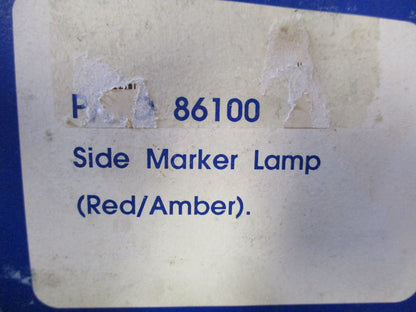 86100
Side Marker Lamp
(Red/Amber).